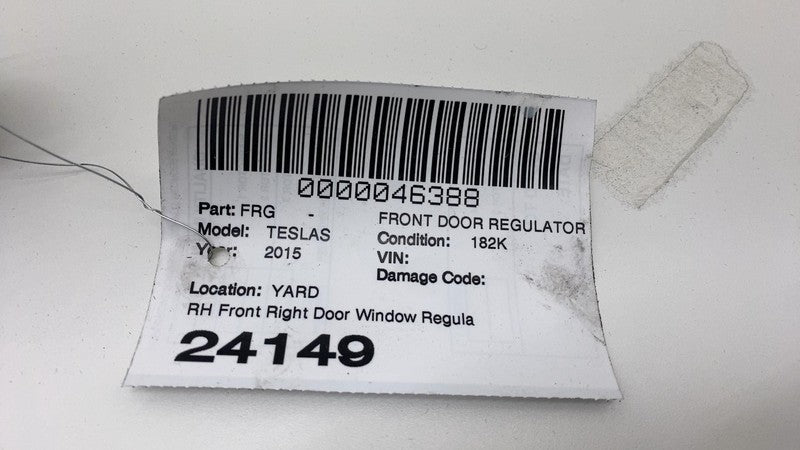 0000046388
Part: FRG - FRONT DOOR REGULATOR
Model: TESLAS Condition: 182K
Year: 2015 VIN:
Damage Code:
Location: YARD
RH Front Right Door Window Regula
24149